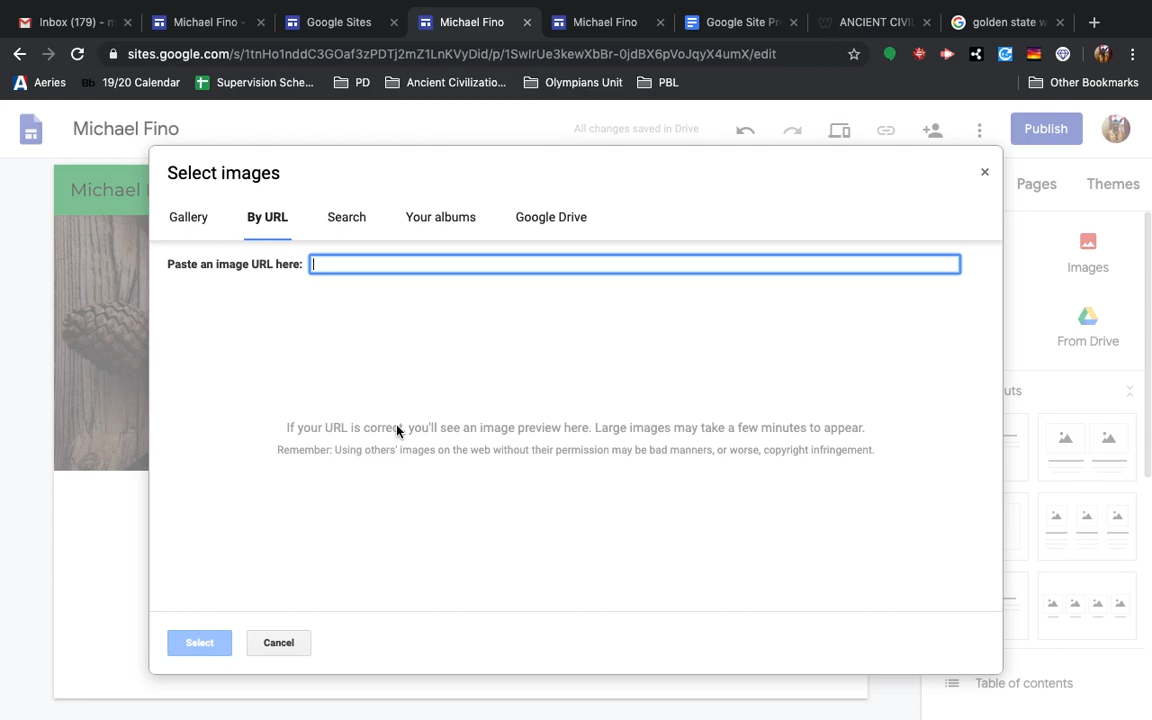 Inbox (179) - m
Michael Fino -
Google Sites
Michael Fino
Michael Fino
Google Site Pr
ANCIENT CIVI
golden state w
sites.google.com/s/1tnHo1nddC3GOaf3zPDTj2mZ1LnKVyDid/p/1SwIrUe3kewXbBr-0jdBX6pVoJqyX4umX/edit
Aeries
Bb 19/20 Calendar
Supervision Sche...
PD
Ancient Civilizatio...
Olympians Unit
PBL
Other Bookmarks
Michael Fino
All changes saved in Drive
Publish
Michael
Select images
Pages
Themes
Gallery
By URL
Search
Your albums
Google Drive
Paste an image URL here:
Images
From Drive
uts
If your URL is correct, you'll see an image preview here. Large images may take a few minutes to appear.
Remember: Using others' images on the web without their permission may be bad manners, or worse, copyright infringement.
Select
Cancel
Table of contents